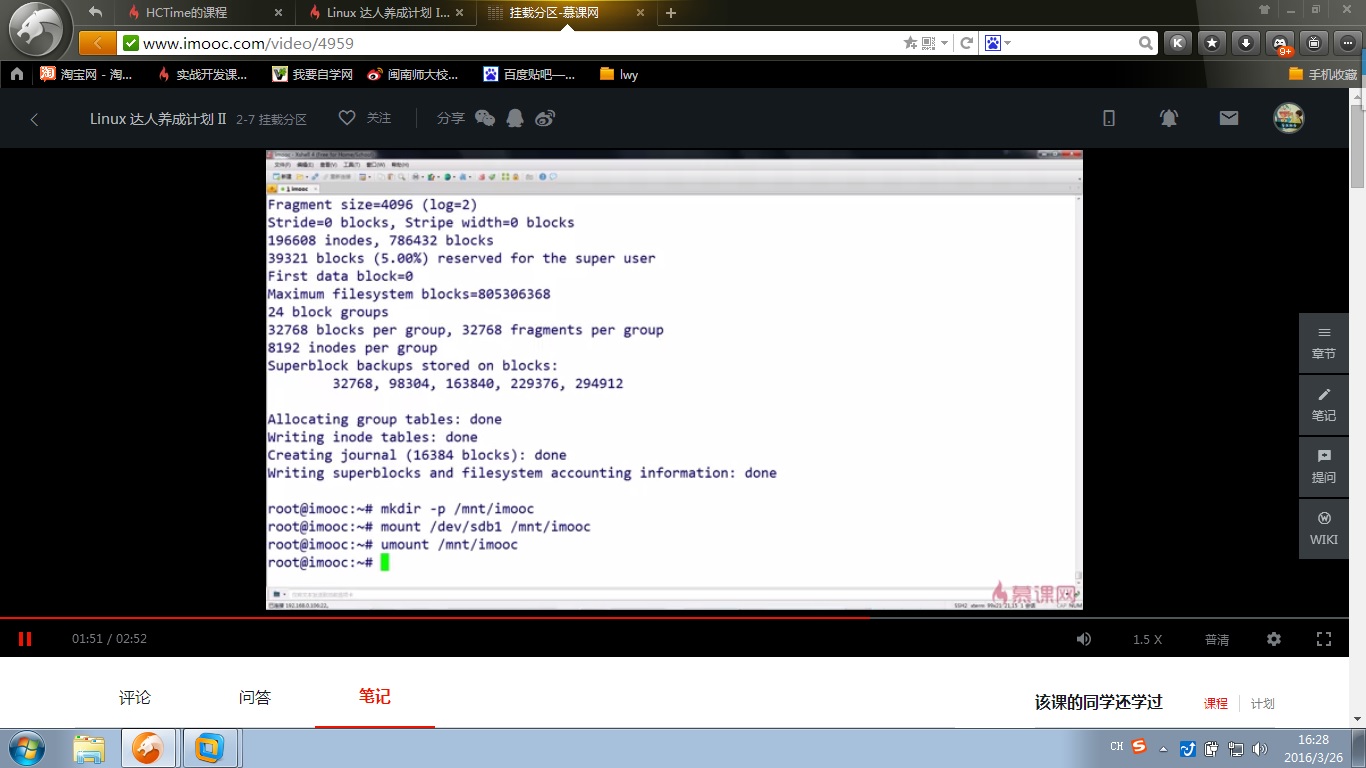 HCTime的课程
Linux 达人养成计划 I...
挂载分区-慕课网
www.imooc.com/video/4959
9+
淘宝网 - 淘...
实战开发课...
我要自学网
闽南师大校...
百度贴吧—...
lwy
手机收藏
Linux 达人养成计划 II 2-7 挂载分区
关注
分享
1 imooc
Fragment size=4096 (log=2)
Stride=0 blocks, Stripe width=0 blocks
196608 inodes, 786432 blocks
39321 blocks (5.00%) reserved for the super user
First data block=0
Maximum filesystem blocks=805306368
24 block groups
32768 blocks per group, 32768 fragments per group
8192 inodes per group
Superblock backups stored on blocks:
32768, 98304, 163840, 229376, 294912
Allocating group tables: done
Writing inode tables: done
Creating journal (16384 blocks): done
Writing superblocks and filesystem accounting information: done
root@imooc:~# mkdir -p /mnt/imooc
root@imooc:~# mount /dev/sdb1 /mnt/imooc
root@imooc:~# umount /mnt/imooc
root@imooc:~#
慕课网
章节
笔记
提问
WIKI
01:51 / 02:52
1.5 X
普清
评论
问答
笔记
该课的同学还学过
课程
计划
CH
16:28
2016/3/26